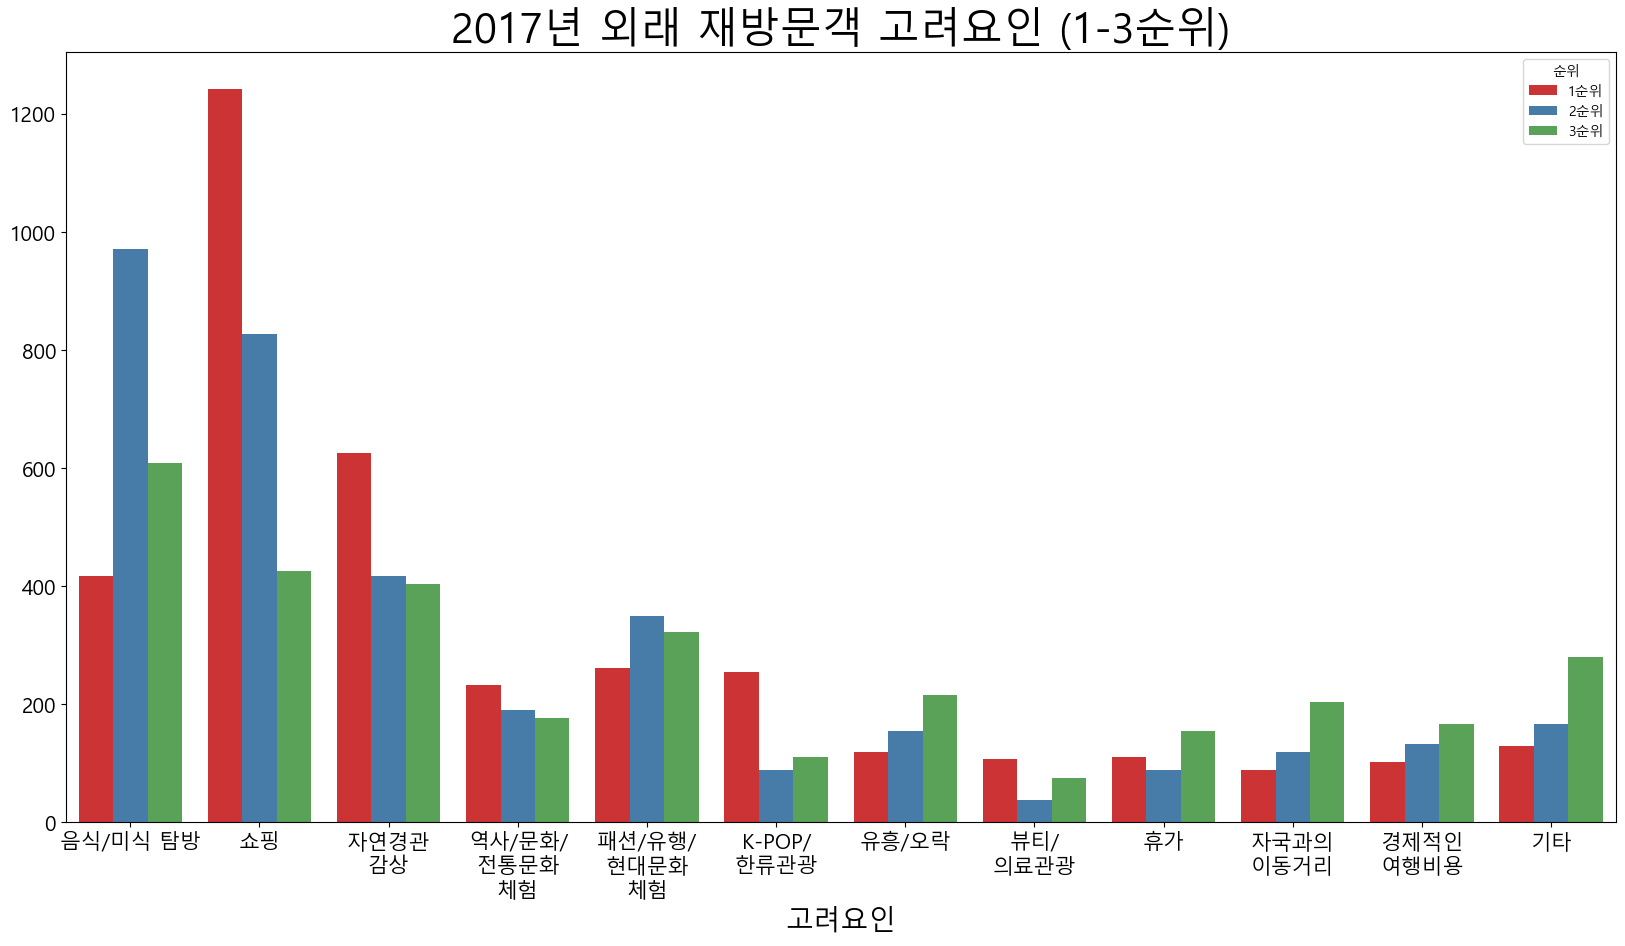 2017년 외래 재방문객 고려요인 (1-3순위)
순위
1순위
2순위
3순위
1200
1000
800
600
400
200
0
음식/미식 탐방
쇼핑
자연경관
감상
역사/문화/
전통문화
체험
패션/유행/
현대문화
체험
K-POP/
한류관광
유흥/오락
뷰티/
의료관광
휴가
자국과의
이동거리
경제적인
여행비용
기타
고려요인